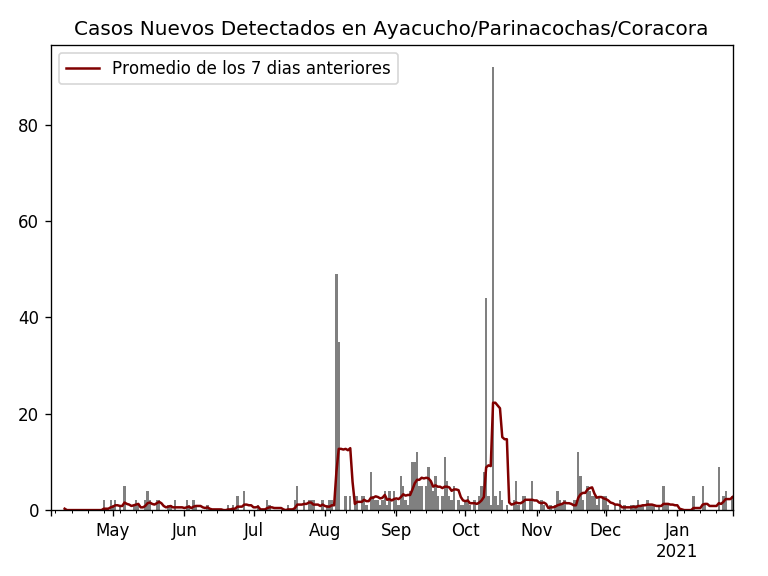 Casos Nuevos Detectados en Ayacucho/Parinacochas/Coracora
Promedio de los 7 dias anteriores
80
60
40
20
0
May Jun Jul Aug Sep Oct Nov Dec Jan
2021